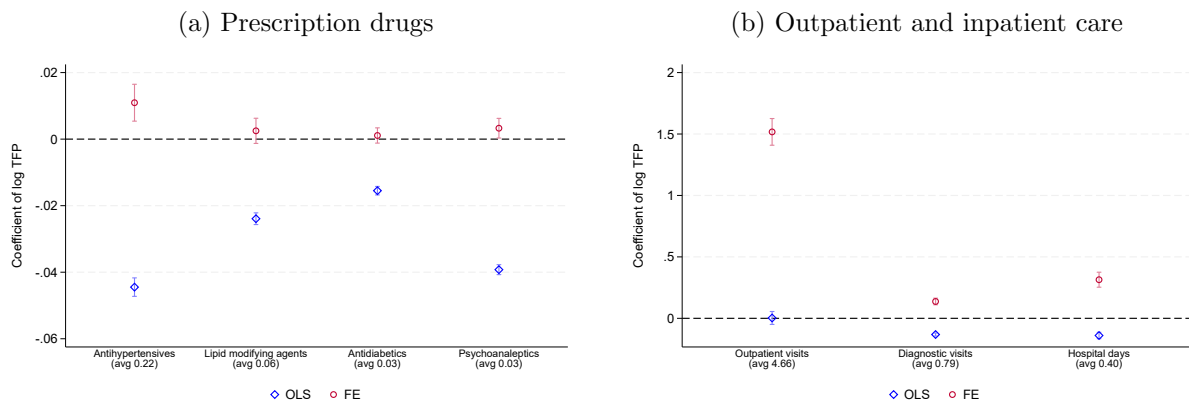 (a) Prescription drugs
Coefficient of log TFP
.02
0
-.02
-.04
-.06
Antihypertensives
(avg 0.22)
Lipid modifying agents
(avg 0.06)
Antidiabetics
(avg 0.03)
Psychoanaleptics
(avg 0.03)
OLS FE
(b) Outpatient and inpatient care
Coefficient of log TFP
2
1.5
1
.5
0
Outpatient visits
(avg 4.66)
Diagnostic visits
(avg 0.79)
Hospital days
(avg 0.40)
OLS FE